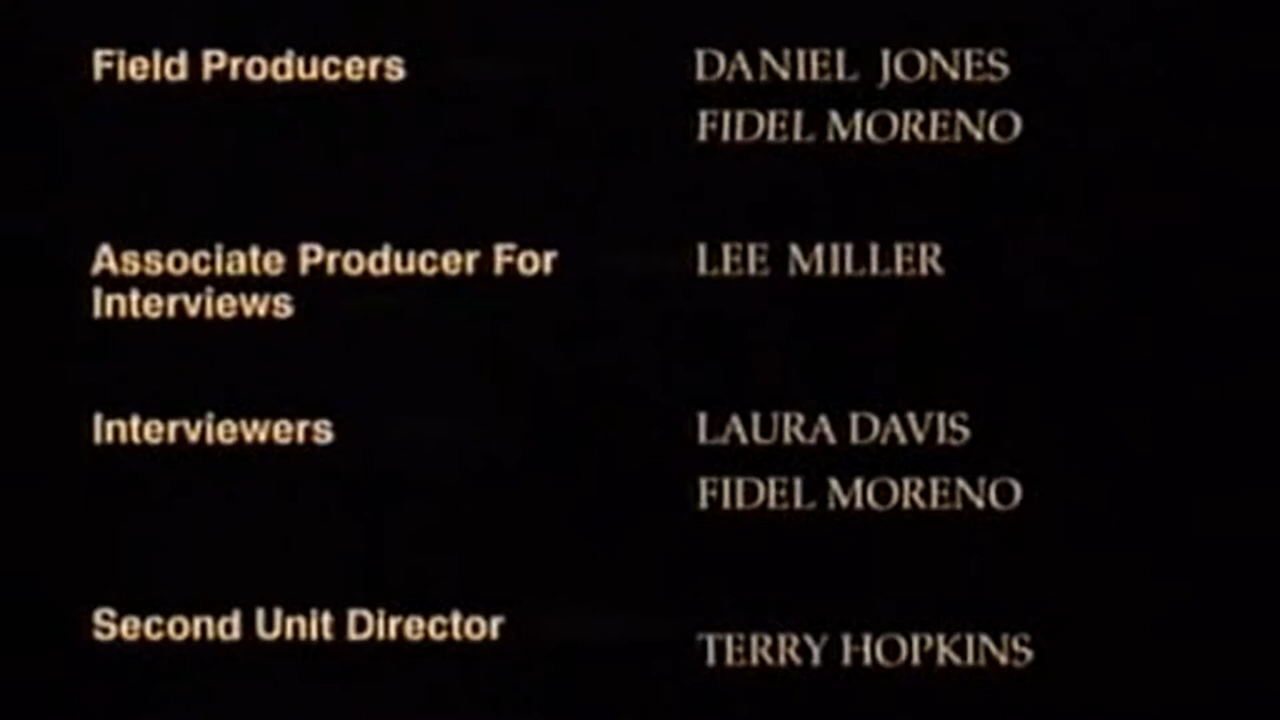 Field Producers DANIEL JONES
FIDEL MORENO
Associate Producer For LEE MILLER
Interviews
Interviewers LAURA DAVIS
FIDEL MORENO
Second Unit Director TERRY HOPKINS